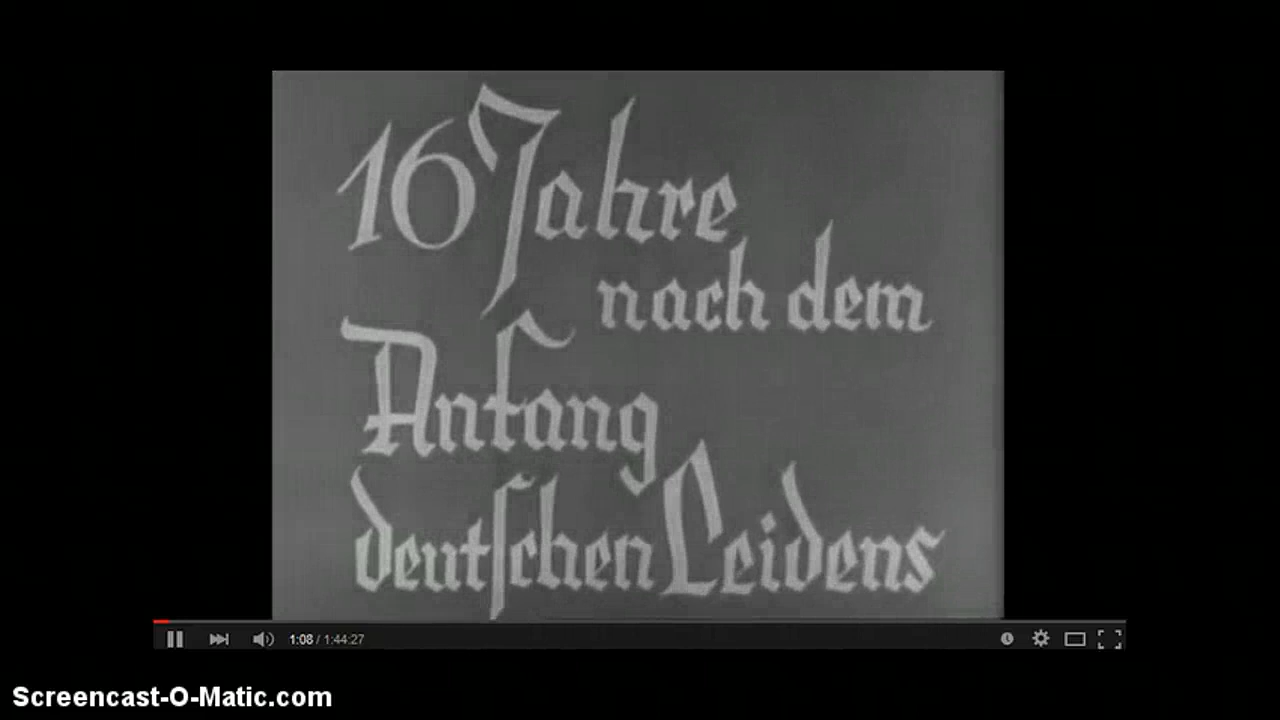 16 Jahre
nach dem
Anfang
deutschen Leidens
1:08 / 1:44:27
Screencast-O-Matic.com